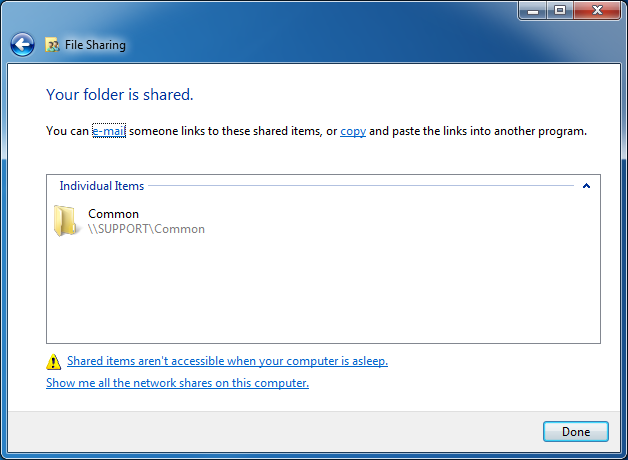 File Sharing
Your folder is shared.
You can e-mail someone links to these shared items, or copy and paste the links into another program.
Individual Items
Common
\\SUPPORT\Common
Shared items aren't accessible when your computer is asleep.
Show me all the network shares on this computer.
Done